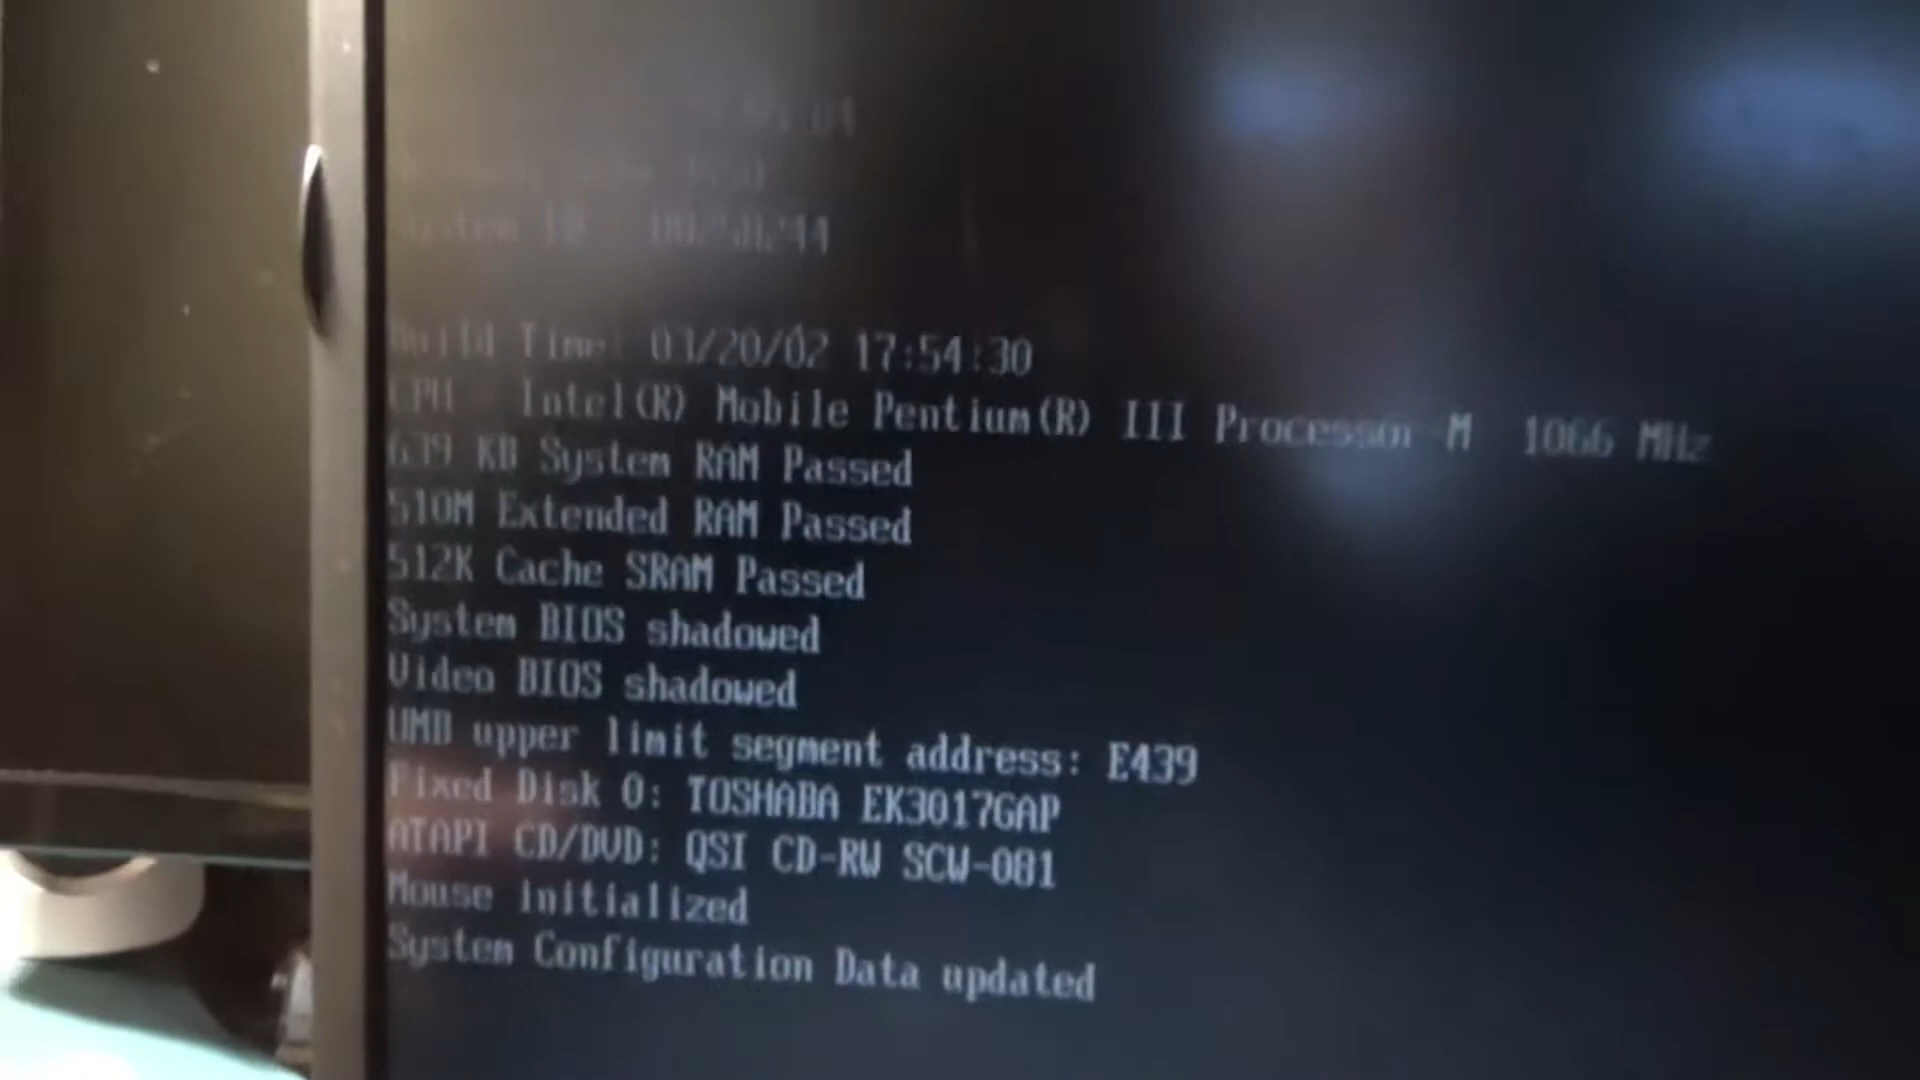 Build Time: 03/20/02 17:54:30
CPU Intel(R) Mobile Pentium(R) III Processor M 1066 MHz
639 KB System RAM Passed
510M Extended RAM Passed
512K Cache SRAM Passed
System BIOS shadowed
Video BIOS shadowed
UMB upper limit segment address: E439
Fixed Disk 0: TOSHABA EK3017GAP
ATAPI CD/DVD: QSI CD-RW SCW-081
Mouse initialized
System Configuration Data updated